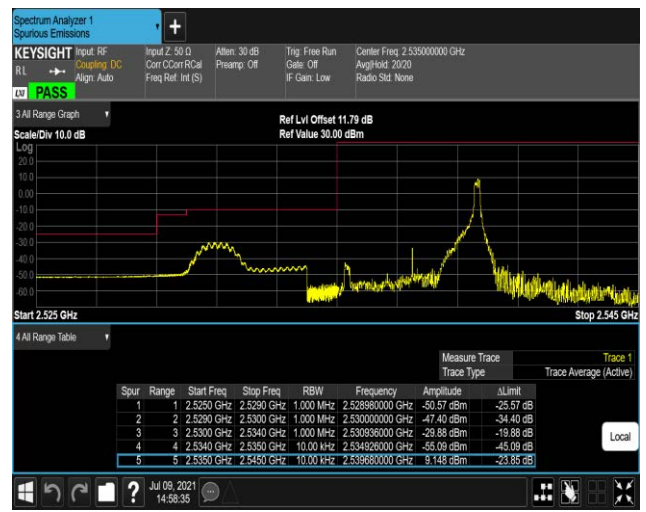 Spectrum Analyzer 1
Spurious Emissions
+
KEYSIGHT Input: RF Input Z: 50 Ω Atten: 30 dB Trig: Free Run Center Freq: 2.535000000 GHz
R L Coupling: DC Corr CCorr RCal Preamp: Off Gate: Off Avg|Hold: 20/20
Align: Auto Freq Ref: Int (S) IF Gain: Low Radio Std: None
LXI PASS
3 All Range Graph
Ref Lvl Offset 11.79 dB
Scale/Div 10.0 dB Ref Value 30.00 dBm
Log
20.0
10.0
0.00
-10.0
-20.0
-30.0
-40.0
-50.0
-60.0
Start 2.525 GHz Stop 2.545 GHz
4 All Range Table
Measure Trace Trace 1
Trace Type Trace Average (Active)
Spur Range Start Freq Stop Freq RBW Frequency Amplitude ΔLimit
1 1 2.5250 GHz 2.5290 GHz 1.000 MHz 2.528980000 GHz -50.57 dBm -25.57 dB
2 2 2.5290 GHz 2.5300 GHz 1.000 MHz 2.530000000 GHz -47.40 dBm -34.40 dB
3 3 2.5300 GHz 2.5340 GHz 1.000 MHz 2.530936000 GHz -29.88 dBm -19.88 dB
4 4 2.5340 GHz 2.5350 GHz 10.00 kHz 2.534926000 GHz -55.09 dBm -45.09 dB
5 5 2.5350 GHz 2.5450 GHz 10.00 kHz 2.539680000 GHz 9.148 dBm -23.85 dB
Local
? Jul 09, 2021
14:58:35